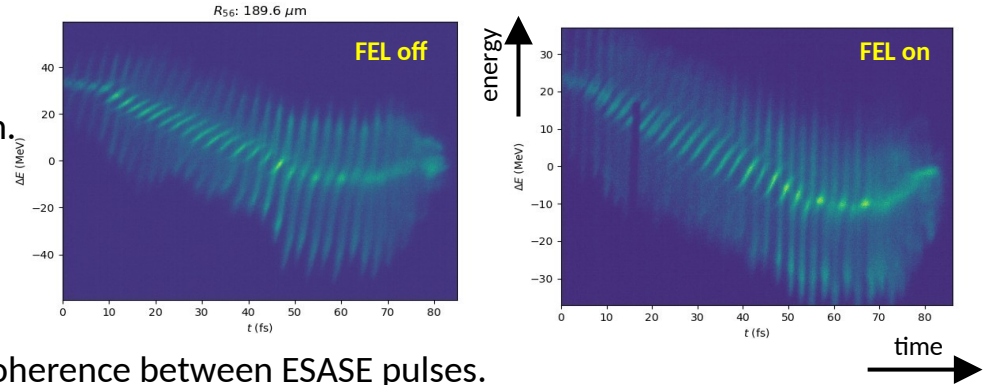 R₅₆: 189.6 μm
FEL off
40
20
0
−20
−40
ΔE (MeV)
0 10 20 30 40 50 60 70 80
t (fs)
energy
FEL on
30
20
10
0
−10
−20
−30
ΔE (MeV)
0 10 20 30 40 50 60 70 80
t (fs)
time
oherence between ESASE pulses.